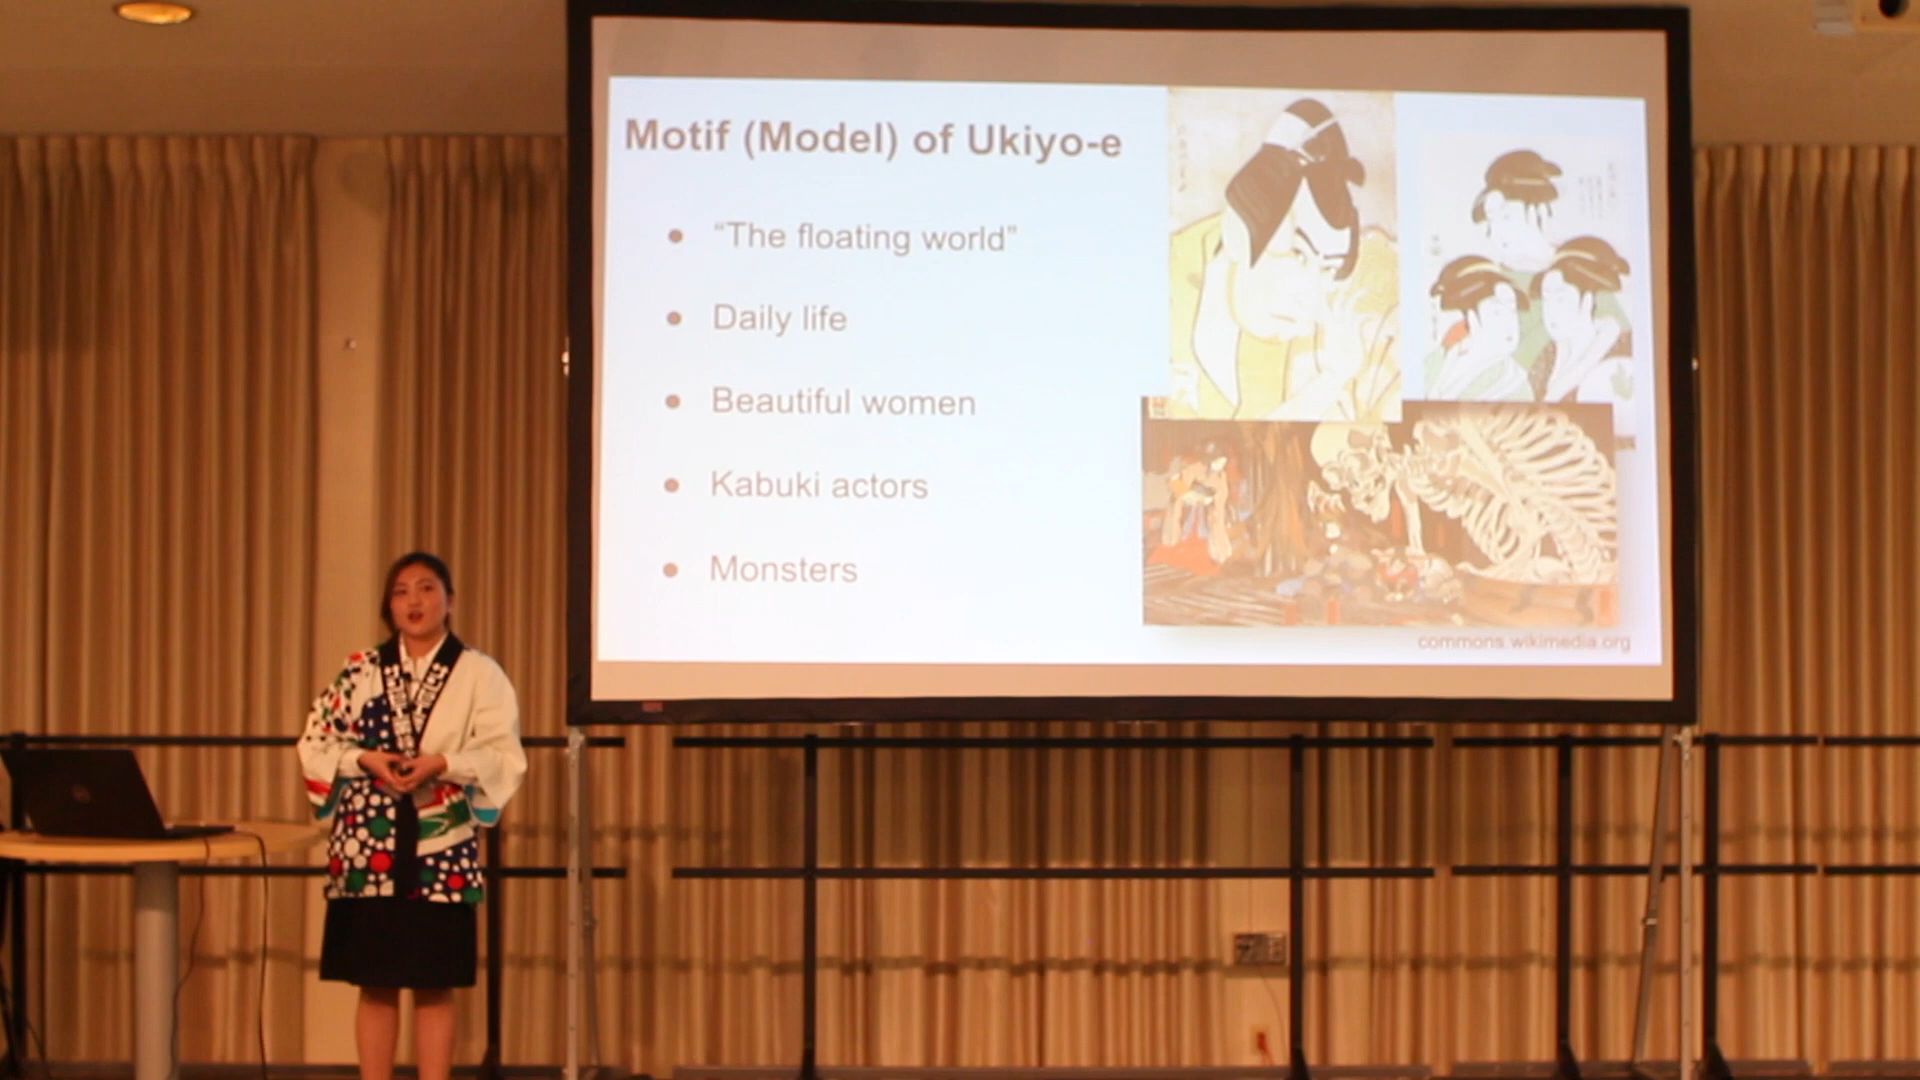 Motif (Model) of Ukiyo-e
● “The floating world”
● Daily life
● Beautiful women
● Kabuki actors
● Monsters
commons.wikimedia.org